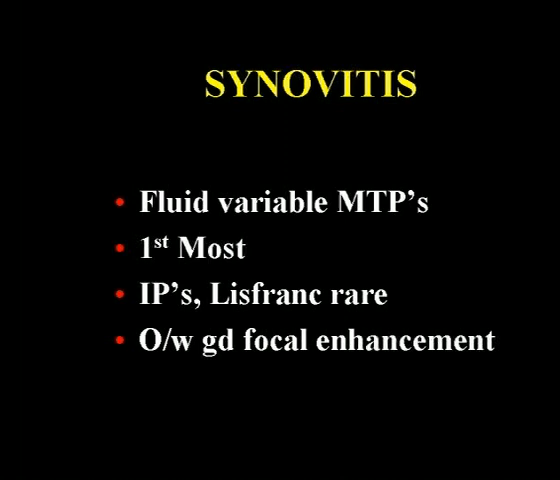 SYNOVITIS
• Fluid variable MTP's
• 1st Most
• IP's, Lisfranc rare
• O/w gd focal enhancement